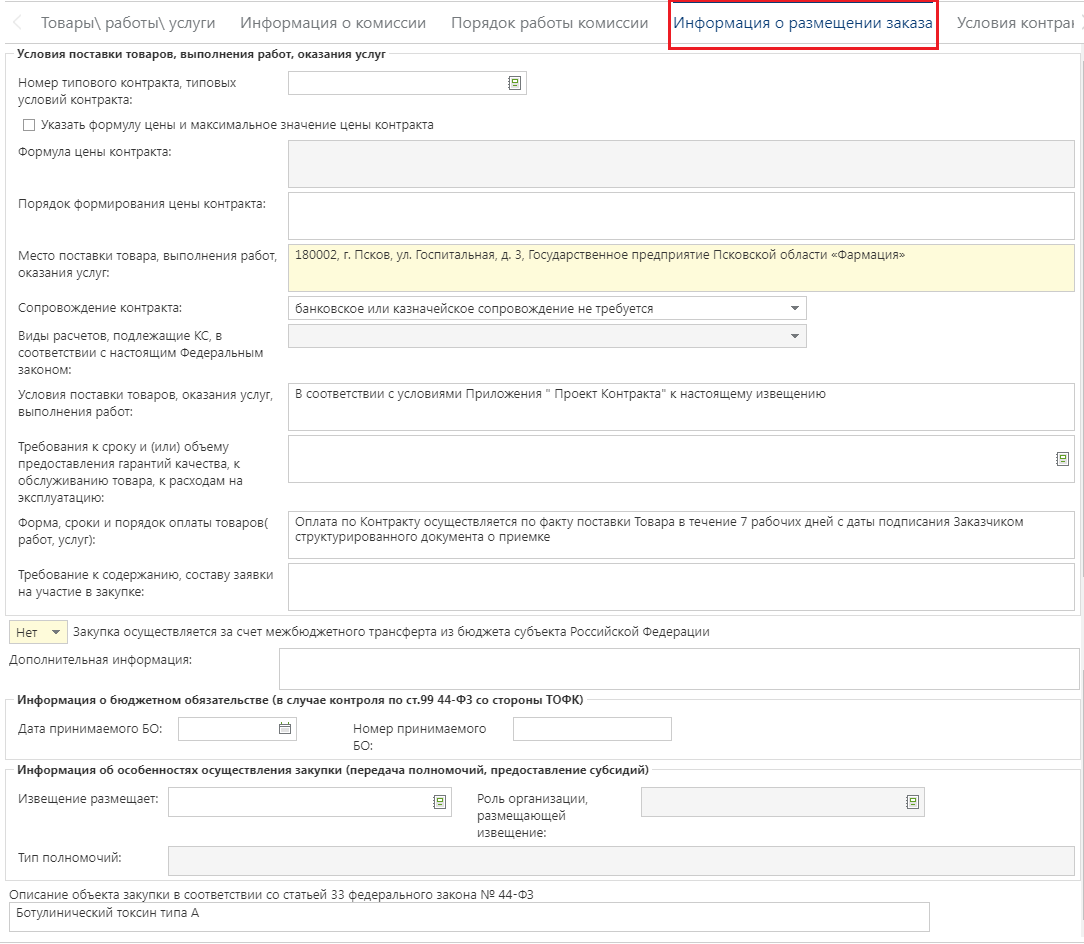 Товары\ работы\ услуги Информация о комиссии Порядок работы комиссии Информация о размещении заказа Условия контрак
Условия поставки товаров, выполнения работ, оказания услуг
Номер типового контракта, типовых
условий контракта:
Указать формулу цены и максимальное значение цены контракта
Формула цены контракта:
Порядок формирования цены контракта:
Место поставки товара, выполнения работ,
оказания услуг:
180002, г. Псков, ул. Госпитальная, д. 3, Государственное предприятие Псковской области «Фармация»
Сопровождение контракта:
банковское или казначейское сопровождение не требуется
Виды расчетов, подлежащие КС, в
соответствии с настоящим Федеральным
законом:
Условия поставки товаров, оказания услуг,
выполнения работ:
В соответствии с условиями Приложения " Проект Контракта" к настоящему извещению
Требования к сроку и (или) объему
предоставления гарантий качества, к
обслуживанию товара, к расходам на
эксплуатацию:
Форма, сроки и порядок оплаты товаров(
работ, услуг):
Оплата по Контракту осуществляется по факту поставки Товара в течение 7 рабочих дней с даты подписания Заказчиком
структурированного документа о приемке
Требование к содержанию, составу заявки
на участие в закупке:
Нет Закупка осуществляется за счет межбюджетного трансферта из бюджета субъекта Российской Федерации
Дополнительная информация:
Информация о бюджетном обязательстве (в случае контроля по ст.99 44-ФЗ со стороны ТОФК)
Дата принимаемого БО:
Номер принимаемого
БО:
Информация об особенностях осуществления закупки (передача полномочий, предоставление субсидий)
Извещение размещает:
Роль организации,
размещающей
извещение:
Тип полномочий:
Описание объекта закупки в соответствии со статьей 33 федерального закона № 44-ФЗ
Ботулинический токсин типа А